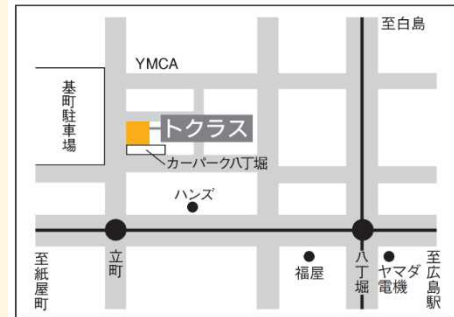 至白島
YMCA
基町駐車場
トクラス
カーパーク八丁堀
ハンズ
至紙屋町
立町
福屋
八丁堀
ヤマダ
電機
至広島駅